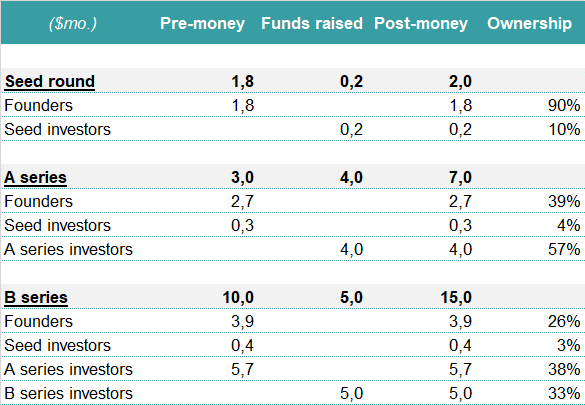 ($mo.) Pre-money Funds raised Post-money Ownership
Seed round 1,8 0,2 2,0
Founders 1,8 1,8 90%
Seed investors 0,2 0,2 10%
A series 3,0 4,0 7,0
Founders 2,7 2,7 39%
Seed investors 0,3 0,3 4%
A series investors 4,0 4,0 57%
B series 10,0 5,0 15,0
Founders 3,9 3,9 26%
Seed investors 0,4 0,4 3%
A series investors 5,7 5,7 38%
B series investors 5,0 5,0 33%